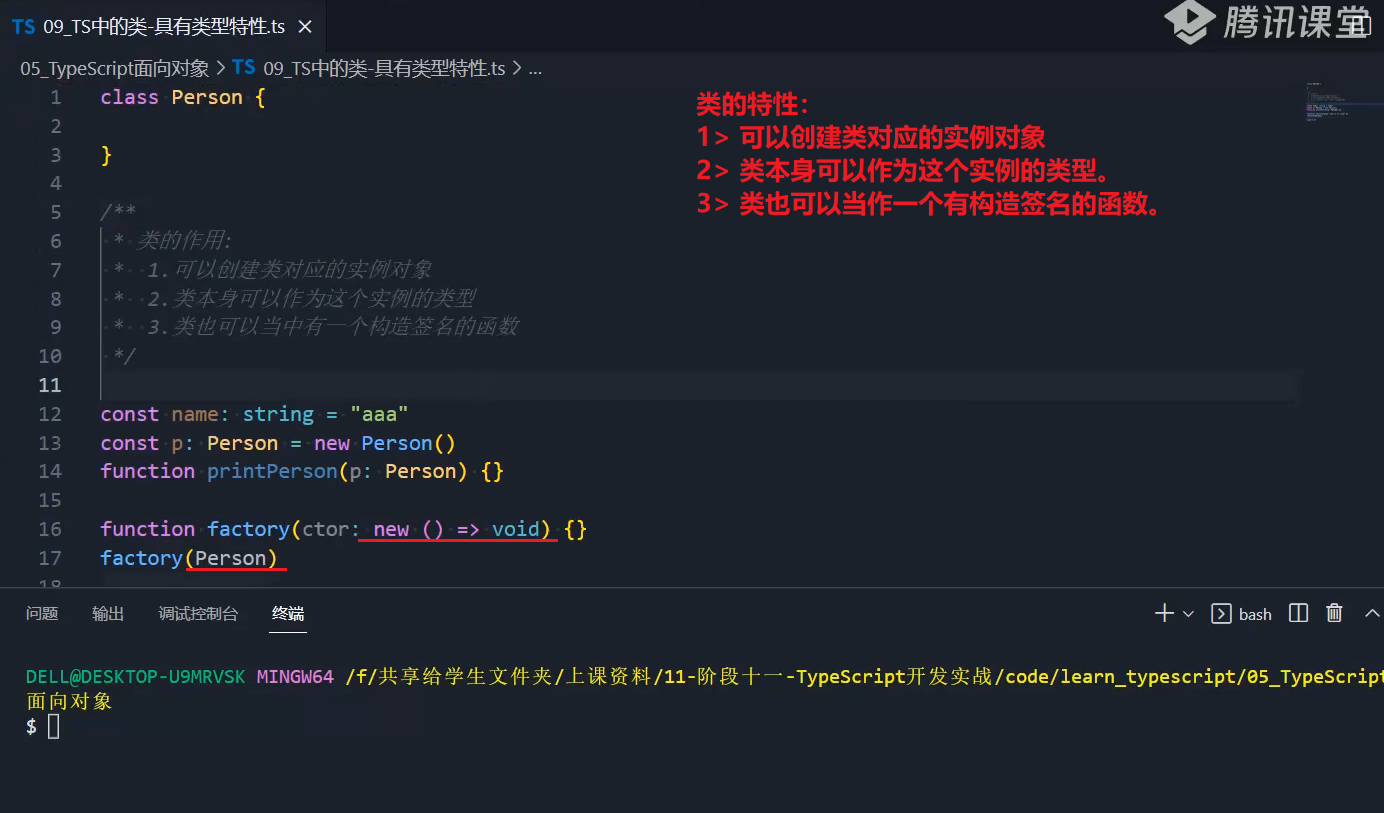 TS 09_TS中的类-具有类型特性.ts ×
腾讯课堂
05_TypeScript面向对象 > TS 09_TS中的类-具有类型特性.ts > ...
1 class Person {
2
3 }
4
5 /**
6 * 类的作用:
7 * 1.可以创建类对应的实例对象
8 * 2.类本身可以作为这个实例的类型
9 * 3.类也可以当中有一个构造签名的函数
10 */
11
12 const name: string = "aaa"
13 const p: Person = new Person()
14 function printPerson(p: Person) {}
15
16 function factory(ctor: new () => void) {}
17 factory(Person)
18
类的特性：
1> 可以创建类对应的实例对象
2> 类本身可以作为这个实例的类型。
3> 类也可以当作一个有构造签名的函数。
问题 输出 调试控制台 终端 bash
DELL@DESKTOP-U9MRVSK MINGW64 /f/共享给学生文件夹/上课资料/11-阶段十一-TypeScript开发实战/code/learn_typescript/05_TypeScript
面向对象
$